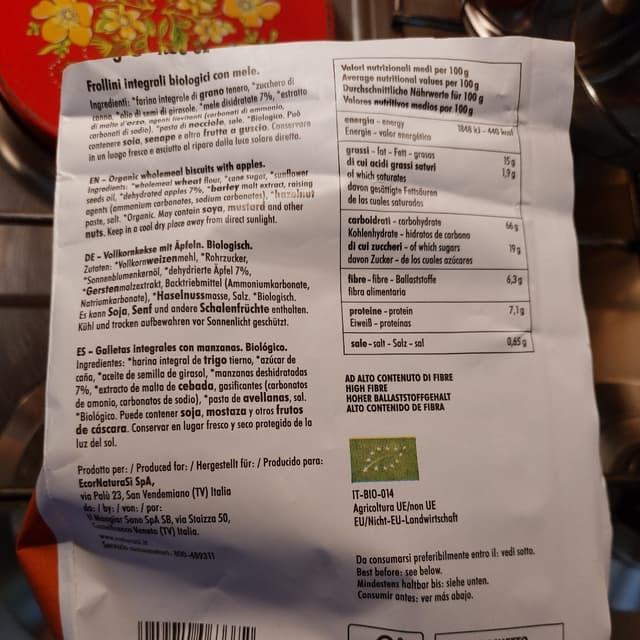 Frollini integrali biologici con mele.
Ingredienti: *farina integrale di grano tenero, *zucchero di
canna, *olio di semi di girasole, *mele disidratate 7%, *estratto
di malto d'orzo, agenti lievitanti (carbonati di ammonio,
carbonati di sodio), *pasta di nocciole, sale. *Biologico. Può
contenere soia, senape e altra frutta a guscio. Conservare
in un luogo fresco e asciutto al riparo dalla luce solare diretta.
EN - Organic wholemeal biscuits with apples.
Ingredients: *wholemeal wheat flour, *cane sugar, *sunflower
seeds oil, *dehydrated apples 7%, *barley malt extract, raising
agents (ammonium carbonates, sodium carbonates), *hazelnut
paste, salt. *Organic. May contain soya, mustard and other
nuts. Keep in a cool dry place away from direct sunlight.
DE - Vollkornkekse mit Äpfeln. Biologisch.
Zutaten: *Vollkornweizenmehl, *Rohrzucker,
*Sonnenblumenkernöl, *dehydrierte Äpfel 7%,
*Gerstenmalzextrakt, Backtriebmittel (Ammoniumkarbonate,
Natriumkarbonate), *Haselnussmasse, Salz. *Biologisch.
Es kann Soja, Senf und andere Schalenfrüchte enthalten.
Kühl und trocken aufbewahren vor Sonnenlicht geschützt.
ES - Galletas integrales con manzanas. Biológico.
Ingredientes: *harina integral de trigo tierno, *azúcar de
caña, *aceite de semilla de girasol, *manzanas deshidratadas
7%, *extracto de malta de cebada, gasificantes (carbonatos
de amonio, carbonatos de sodio), *pasta de avellanas, sal.
*Biológico. Puede contener soja, mostaza y otros frutos
de cáscara. Conservar en lugar fresco y seco protegido de la
luz del sol.
Prodotto per: / Produced for: / Hergestellt für: / Producido para:
EcorNaturaSì SpA,
via Palù 23, San Vendemiano (TV) Italia
da: / by: / von: / por:
Il Mangiar Sano SpA SB, via Staizza 50,
Castelfranco Veneto (TV) Italia.
800-489311
Valori nutrizionali medi per 100 g
Average nutritional values per 100 g
Durchschnittliche Nährwerte für 100 g
Valores nutritivos medios por 100 g
energia - energy
Energie - valor energético 1848 kJ - 440 kcal
grassi - fat - Fett - grasas 15 g
di cui acidi grassi saturi 1,9 g
of which saturates
davon gesättigte Fettsäuren
de las cuales saturadas
carboidrati - carbohydrate 66 g
Kohlenhydrate - hidratos de carbono
di cui zuccheri - of which sugars 19 g
davon Zucker - de los cuales azúcares
fibre - fibre - Ballaststoffe 6,3 g
fibra alimentaria
proteine - protein 7,1 g
Eiweiß - proteínas
sale - salt - Salz - sal 0,65 g
AD ALTO CONTENUTO DI FIBRE
HIGH FIBRE
HOHER BALLASTSTOFFGEHALT
ALTO CONTENIDO DE FIBRA
IT-BIO-014
Agricoltura UE/non UE
EU/Nicht-EU-Landwirtschaft
Da consumarsi preferibilmente entro il: vedi sotto.
Best before: see below.
Mindestens haltbar bis: siehe unten.
Consumir antes: ver más abajo.